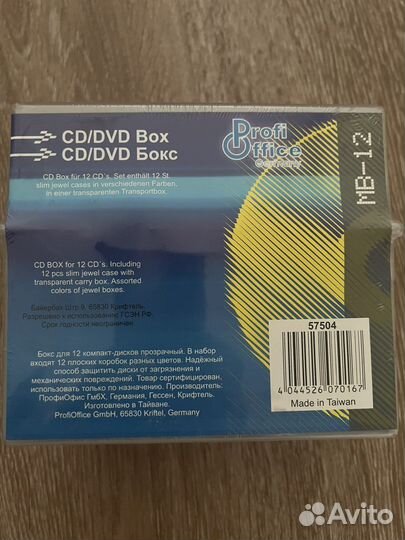 CD/DVD Box
CD/DVD Бокс
Profi
Office
Germany
MB-12
CD Box für 12 CD's. Set enthält 12 St.
slim jewel cases in verschiedenen Farben,
in einer transparenten Transportbox.
CD BOX for 12 CD's. Including
12 pcs slim jewel case with
transparent carry box. Assorted
colors of jewel boxes.
Байербах Штр.9, 65830 Крифтель.
Разрешено к использованию ГСЭН РФ.
Срок годности неограничен.
Бокс для 12 компакт-дисков прозрачный. В набор
входят 12 плоских коробок разных цветов. Надёжный
способ защитить диски от загрязнения и
механических повреждений. Товар сертифицирован,
использовать только по назначению. Производитель:
ПрофиОфис ГмбХ, Германия, Гессен, Крифтель.
Изготовлено в Тайване.
ProfiOffice GmbH, 65830 Kriftel, Germany
57504
4 044526 070167
Made in Taiwan
Avito